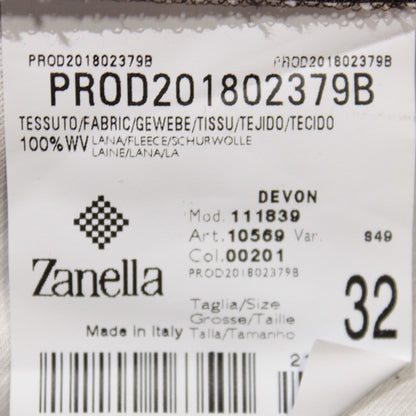 PROD201802379B PROD201802379B
PROD201802379B
TESSUTO/FABRIC/GEWEBE/TISSU/TEJIDO/TECIDO
100%WV LANA/FLEECE/SCHURWOLLE
LAINE/LANA/LA
DEVON
Mod. 111839
Art. 10569 Var. S49
Col. 00201
PROD201802379B
Zanella
Taglia/Size
Grosse/Taille
Talla/Tamanho
32
Made in Italy